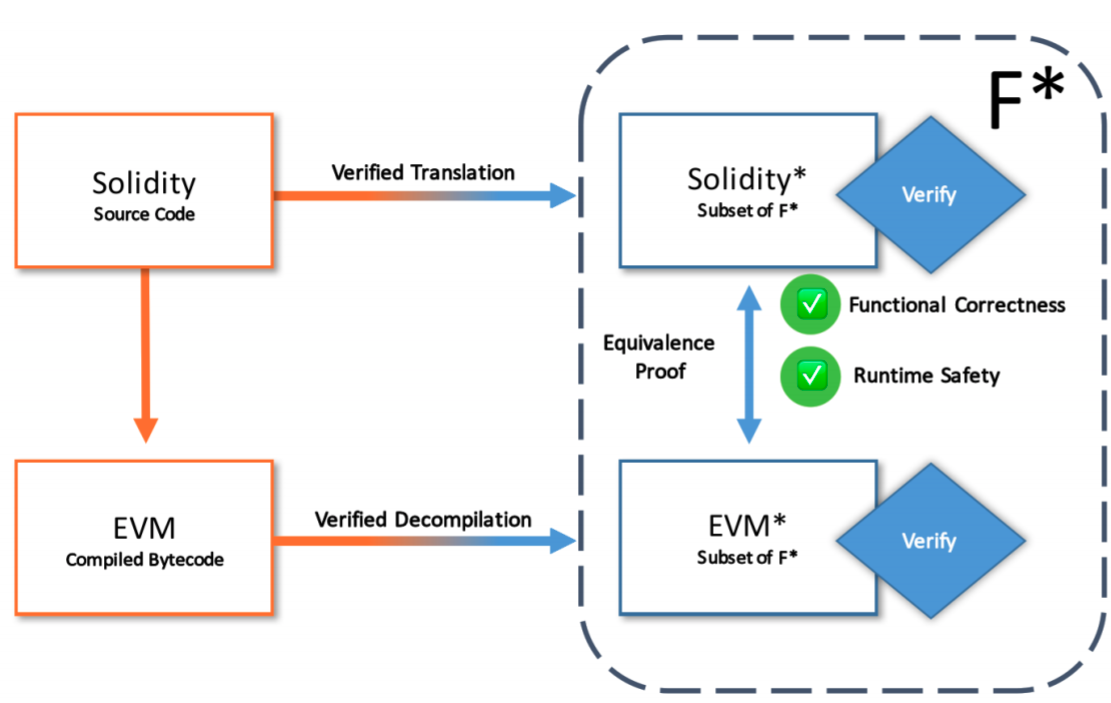 F*
Solidity
Source Code
Verified Translation
Solidity*
Subset of F*
Verify
Equivalence
Proof
Functional Correctness
Runtime Safety
EVM
Compiled Bytecode
Verified Decompilation
EVM*
Subset of F*
Verify